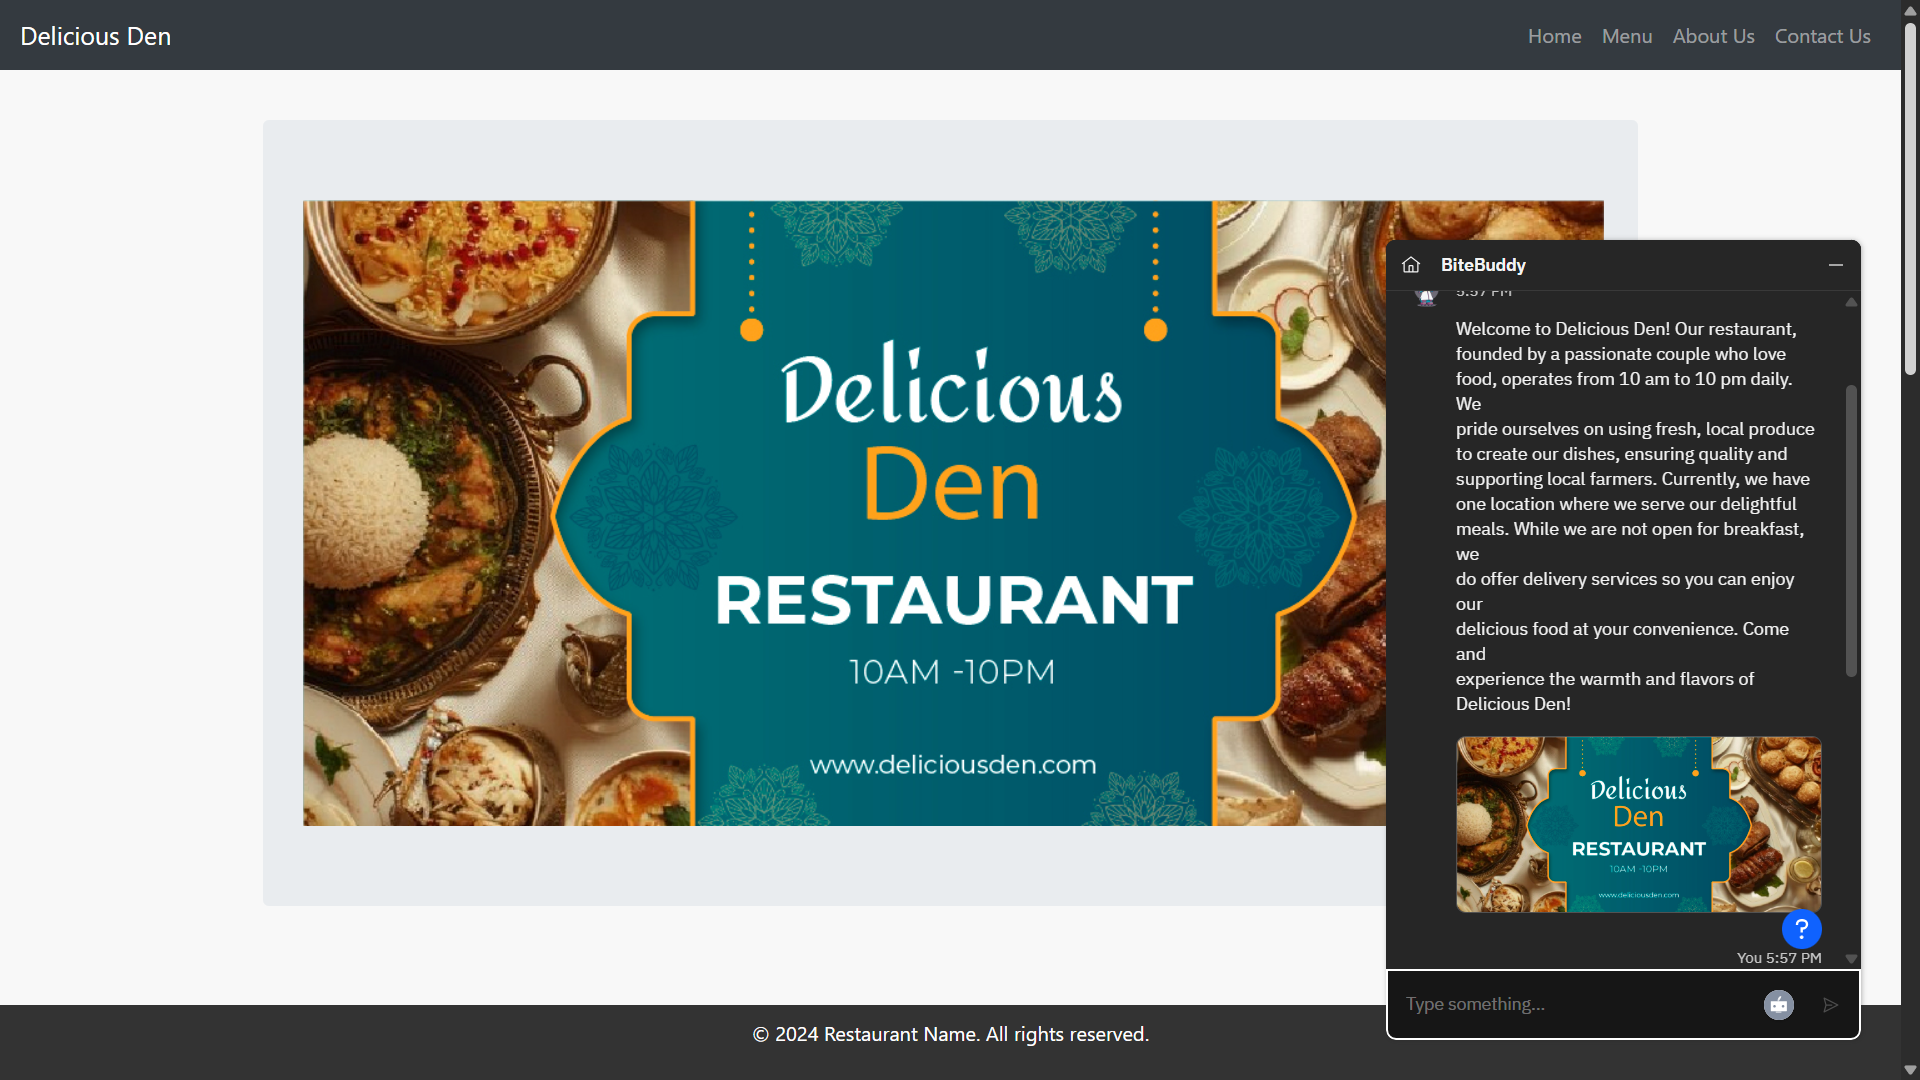 Delicious Den
Home Menu About Us Contact Us
Delicious
Den
RESTAURANT
10AM -10PM
www.deliciousden.com
BiteBuddy
5:57 PM
Welcome to Delicious Den! Our restaurant,
founded by a passionate couple who love
food, operates from 10 am to 10 pm daily.
We
pride ourselves on using fresh, local produce
to create our dishes, ensuring quality and
supporting local farmers. Currently, we have
one location where we serve our delightful
meals. While we are not open for breakfast,
we
do offer delivery services so you can enjoy
our
delicious food at your convenience. Come
and
experience the warmth and flavors of
Delicious Den!
Delicious
Den
RESTAURANT
10AM -10PM
www.deliciousden.com
?
You 5:57 PM
Type something...
© 2024 Restaurant Name. All rights reserved.